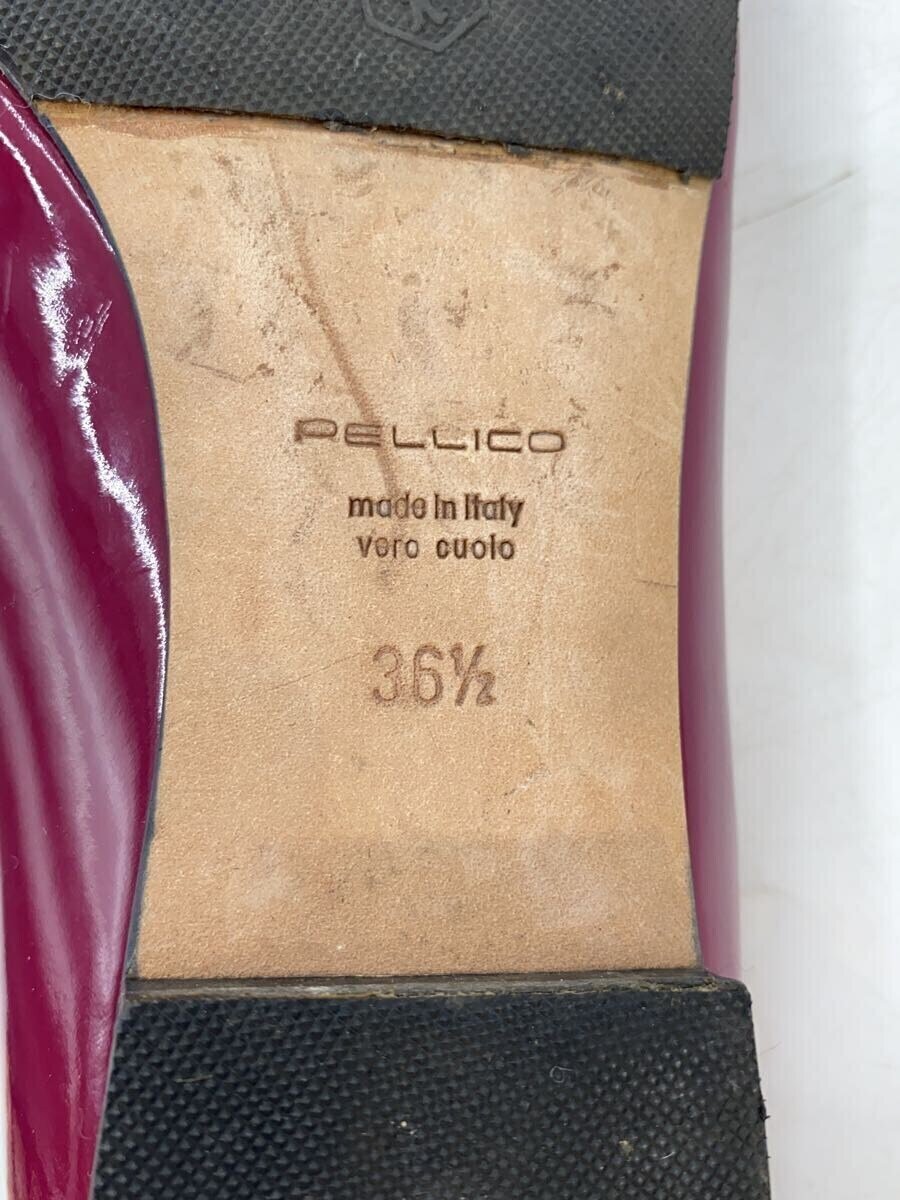 PELLICO
made in Italy
vero cuoio
36½